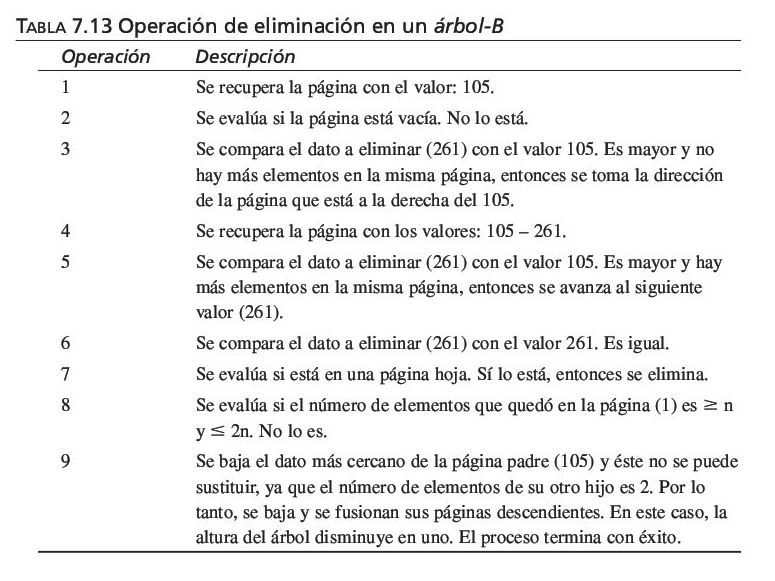 TABLA 7.13 Operación de eliminación en un árbol-B
Operación Descripción
1 Se recupera la página con el valor: 105.
2 Se evalúa si la página está vacía. No lo está.
3 Se compara el dato a eliminar (261) con el valor 105. Es mayor y no
hay más elementos en la misma página, entonces se toma la dirección
de la página que está a la derecha del 105.
4 Se recupera la página con los valores: 105 – 261.
5 Se compara el dato a eliminar (261) con el valor 105. Es mayor y hay
más elementos en la misma página, entonces se avanza al siguiente
valor (261).
6 Se compara el dato a eliminar (261) con el valor 261. Es igual.
7 Se evalúa si está en una página hoja. Sí lo está, entonces se elimina.
8 Se evalúa si el número de elementos que quedó en la página (1) es ≥ n
y ≤ 2n. No lo es.
9 Se baja el dato más cercano de la página padre (105) y éste no se puede
sustituir, ya que el número de elementos de su otro hijo es 2. Por lo
tanto, se baja y se fusionan sus páginas descendientes. En este caso, la
altura del árbol disminuye en uno. El proceso termina con éxito.